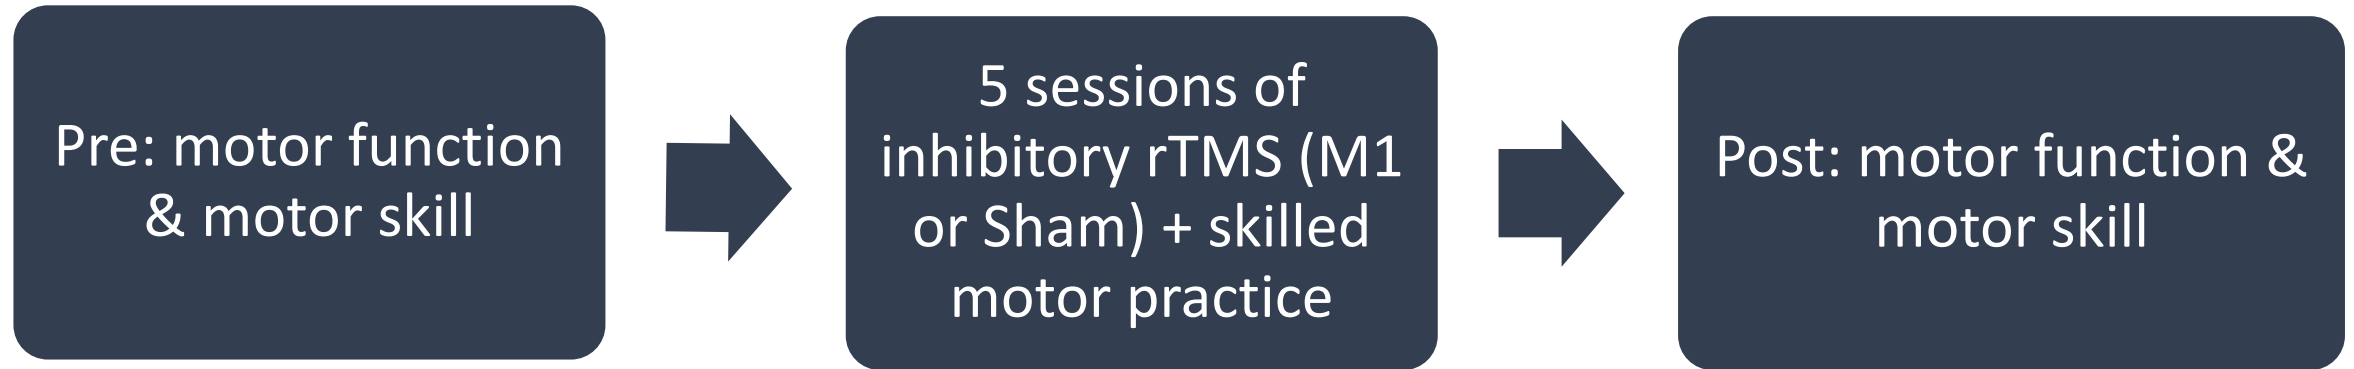 Pre: motor function
& motor skill
5 sessions of
inhibitory rTMS (M1
or Sham) + skilled
motor practice
Post: motor function &
motor skill